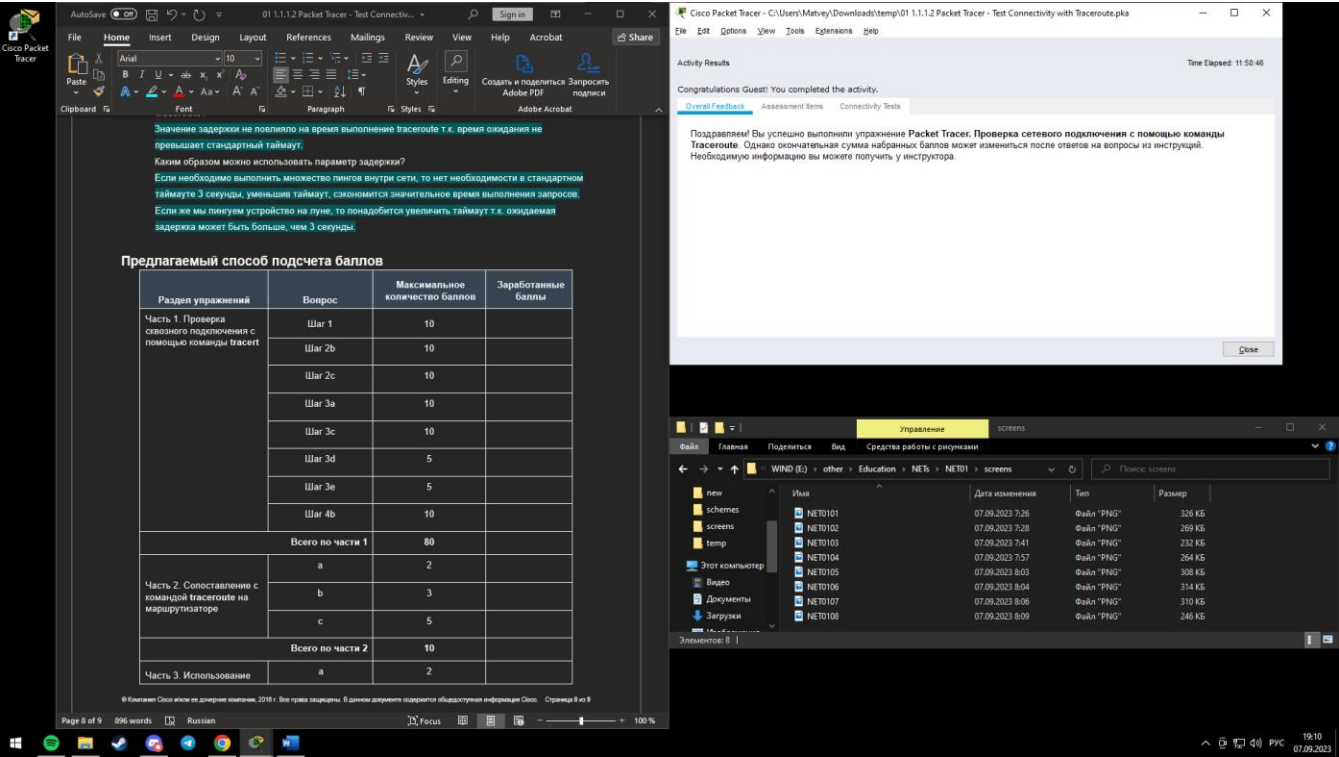 Cisco Packet
Tracer
AutoSave Off 01 1.1.1.2 Packet Tracer - Test Connectiv... Sign in
File Home Insert Design Layout References Mailings Review View Help Acrobat Share
Arial 10
Paste
Styles Editing
Создать и поделиться Запросить
Adobe PDF подписи
Clipboard Font Paragraph Styles Adobe Acrobat
Значение задержки не повлияло на время выполнение traceroute т.к. время ожидания не
превышает стандартный таймаут.
Каким образом можно использовать параметр задержки?
Если необходимо выполнить множество пингов внутри сети, то нет необходимости в стандартном
таймауте 3 секунды, уменьшив таймаут, сэкономится значительное время выполнения запросов.
Если же мы пингуем устройство на луне, то понадобится увеличить таймаут т.к. ожидаемая
задержка может быть больше, чем 3 секунды.
Предлагаемый способ подсчета баллов
Раздел упражнений Вопрос Максимальное количество баллов Заработанные баллы
Часть 1. Проверка
сквозного подключения с
помощью команды tracert
Шаг 1 10
Шаг 2b 10
Шаг 2c 10
Шаг 3a 10
Шаг 3c 10
Шаг 3d 5
Шаг 3e 5
Шаг 4b 10
Всего по части 1 80
Часть 2. Сопоставление с
командой traceroute на
маршрутизаторе
a 2
b 3
c 5
Всего по части 2 10
Часть 3. Использование a 2
© Компания Cisco и/или ее дочерние компании, 2016 г. Все права защищены. В данном документе содержится общедоступная информация Cisco. Страница 8 из 9
Page 8 of 9 896 words Russian Focus 100 %
Cisco Packet Tracer - C:\Users\Matvey\Downloads\temp\01 1.1.1.2 Packet Tracer - Test Connectivity with Traceroute.pka
File Edit Options View Tools Extensions Help
Activity Results Time Elapsed: 11:50:46
Congratulations Guest! You completed the activity.
Overall Feedback Assessment Items Connectivity Tests
Поздравляем! Вы успешно выполнили упражнение Packet Tracer. Проверка сетевого подключения с помощью команды
Traceroute. Однако окончательная сумма набранных баллов может измениться после ответов на вопросы из инструкций.
Необходимую информацию вы можете получить у инструктора.
Close
Управление screens
Файл Главная Поделиться Вид Средства работы с рисунками
WIND (E:) › other › Education › NETs › NET01 › screens Поиск: screens
new
schemes
screens
temp
Этот компьютер
Видео
Документы
Загрузки
Имя Дата изменения Тип Размер
NET0101 07.09.2023 7:26 Файл "PNG" 326 КБ
NET0102 07.09.2023 7:28 Файл "PNG" 269 КБ
NET0103 07.09.2023 7:41 Файл "PNG" 232 КБ
NET0104 07.09.2023 7:57 Файл "PNG" 264 КБ
NET0105 07.09.2023 8:03 Файл "PNG" 308 КБ
NET0106 07.09.2023 8:04 Файл "PNG" 314 КБ
NET0107 07.09.2023 8:06 Файл "PNG" 310 КБ
NET0108 07.09.2023 8:09 Файл "PNG" 246 КБ
Элементов: 8
РУС 19:10
07.09.2023